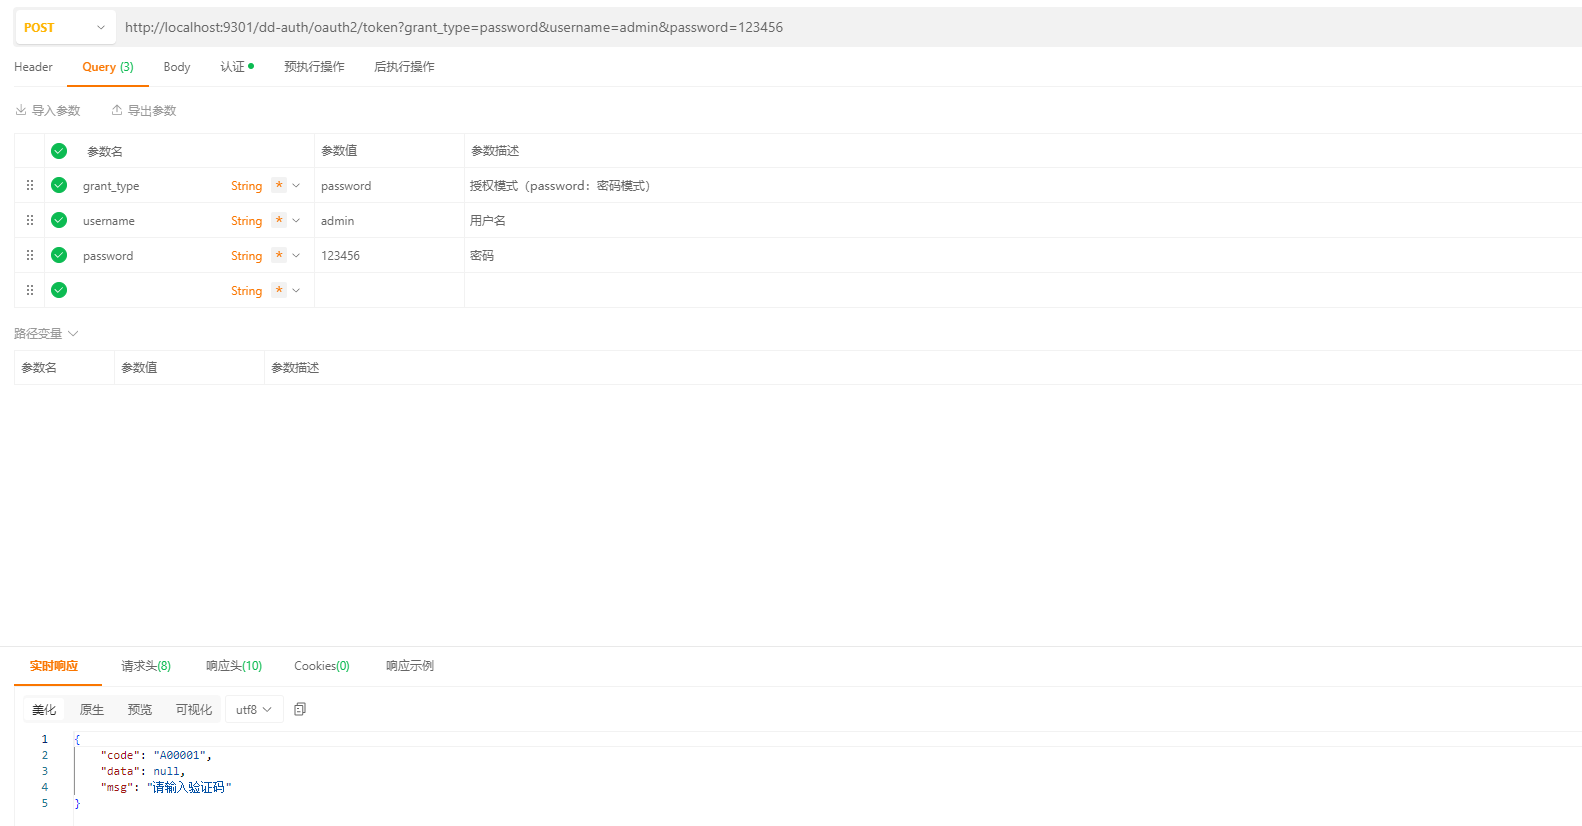 POST http://localhost:9301/dd-auth/oauth2/token?grant_type=password&username=admin&password=123456
Header Query (3) Body 认证 预执行操作 后执行操作
导入参数 导出参数
参数名 参数值 参数描述
grant_type String * password 授权模式（password：密码模式）
username String * admin 用户名
password String * 123456 密码
String *
路径变量
参数名 参数值 参数描述
实时响应 请求头(8) 响应头(10) Cookies(0) 响应示例
美化 原生 预览 可视化 utf8
1 {
2 "code": "A00001",
3 "data": null,
4 "msg": "请输入验证码"
5 }